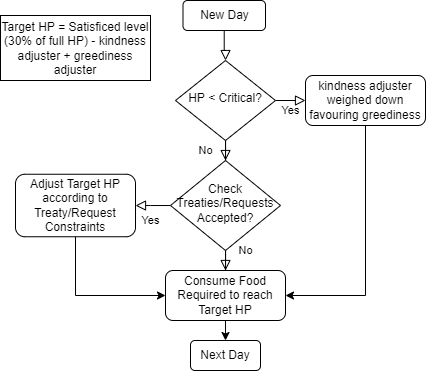 New Day
Target HP = Satisficed level
(30% of full HP) - kindness
adjuster + greediness
adjuster
HP < Critical?
Yes
kindness adjuster
weighed down
favouring greediness
No
Check
Treaties/Requests
Accepted?
Yes
Adjust Target HP
according to
Treaty/Request
Constraints
No
Consume Food
Required to reach
Target HP
Next Day